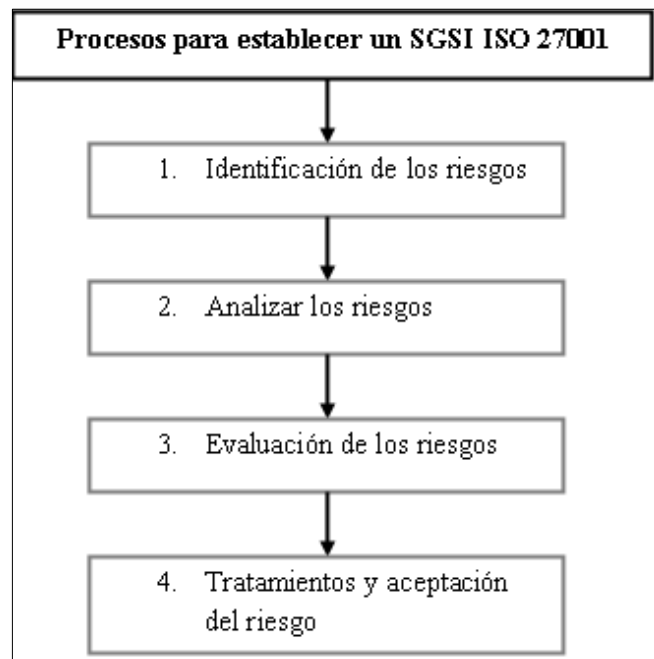 Procesos para establecer un SGSI ISO 27001
1. Identificación de los riesgos
2. Analizar los riesgos
3. Evaluación de los riesgos
4. Tratamientos y aceptación
del riesgo